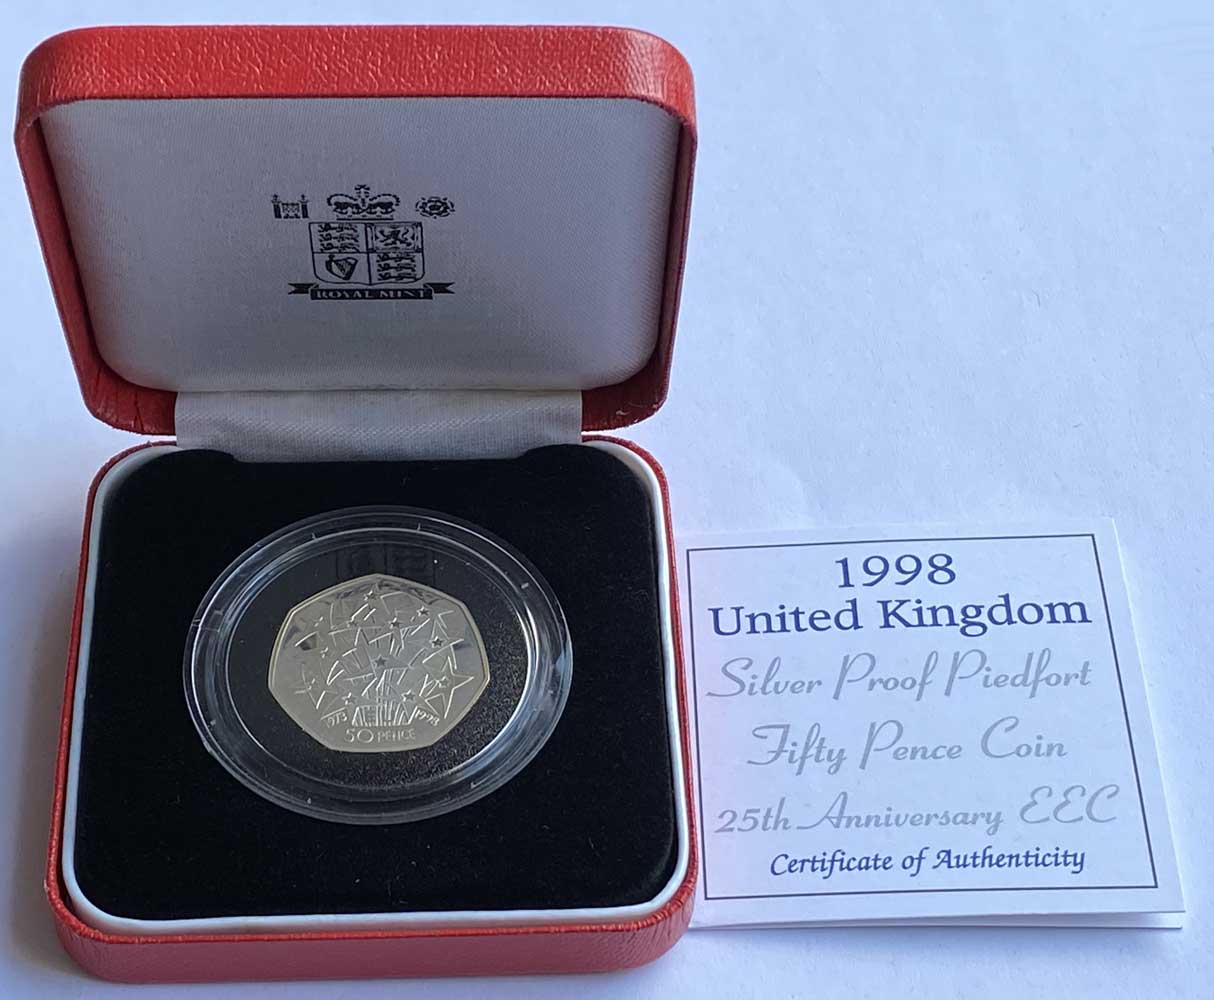 ROYAL MINT
1973 1998
50 PENCE
1998
United Kingdom
Silver Proof Piedfort
Fifty Pence Coin
25th Anniversary EEC
Certificate of Authenticity